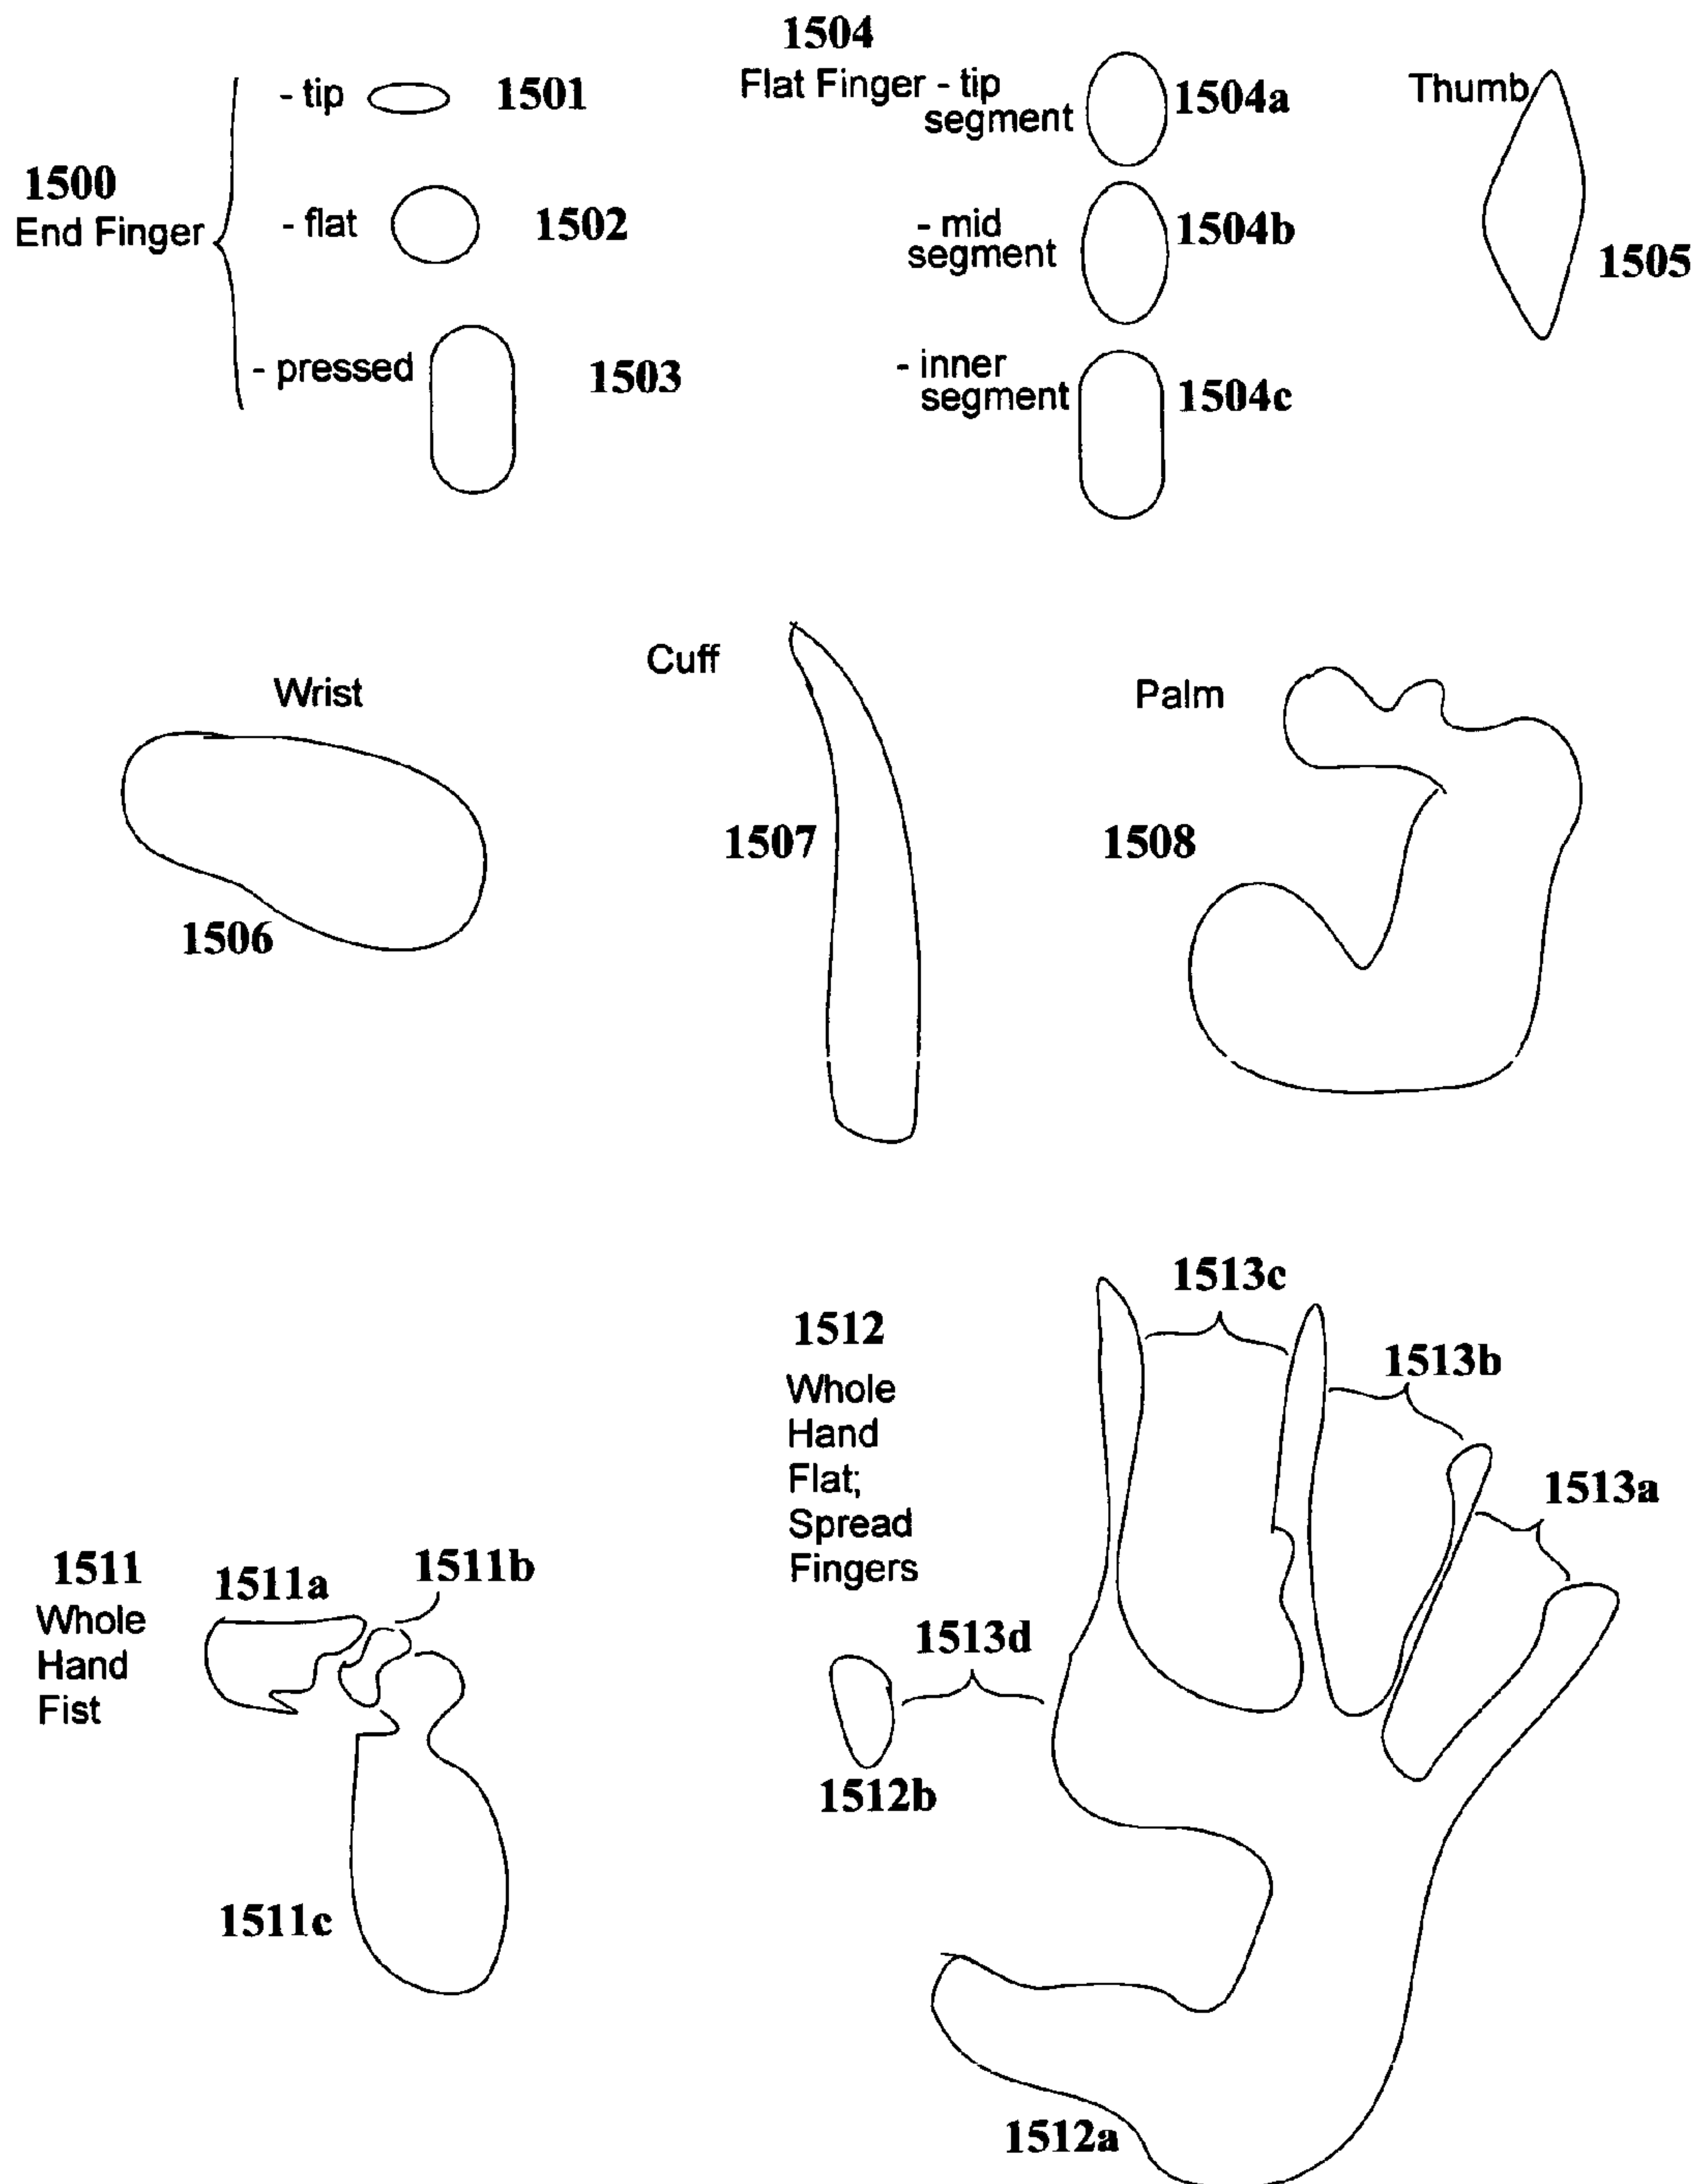 1500
End Finger
- tip 1501
- flat 1502
- pressed 1503
1504
Flat Finger - tip
segment 1504a
- mid
segment 1504b
- inner
segment 1504c
Thumb
1505
Wrist
1506
Cuff
1507
Palm
1508
1511
Whole
Hand
Fist
1511a
1511b
1511c
1512
Whole
Hand
Flat;
Spread
Fingers
1513c
1513b
1513a
1513d
1512b
1512a